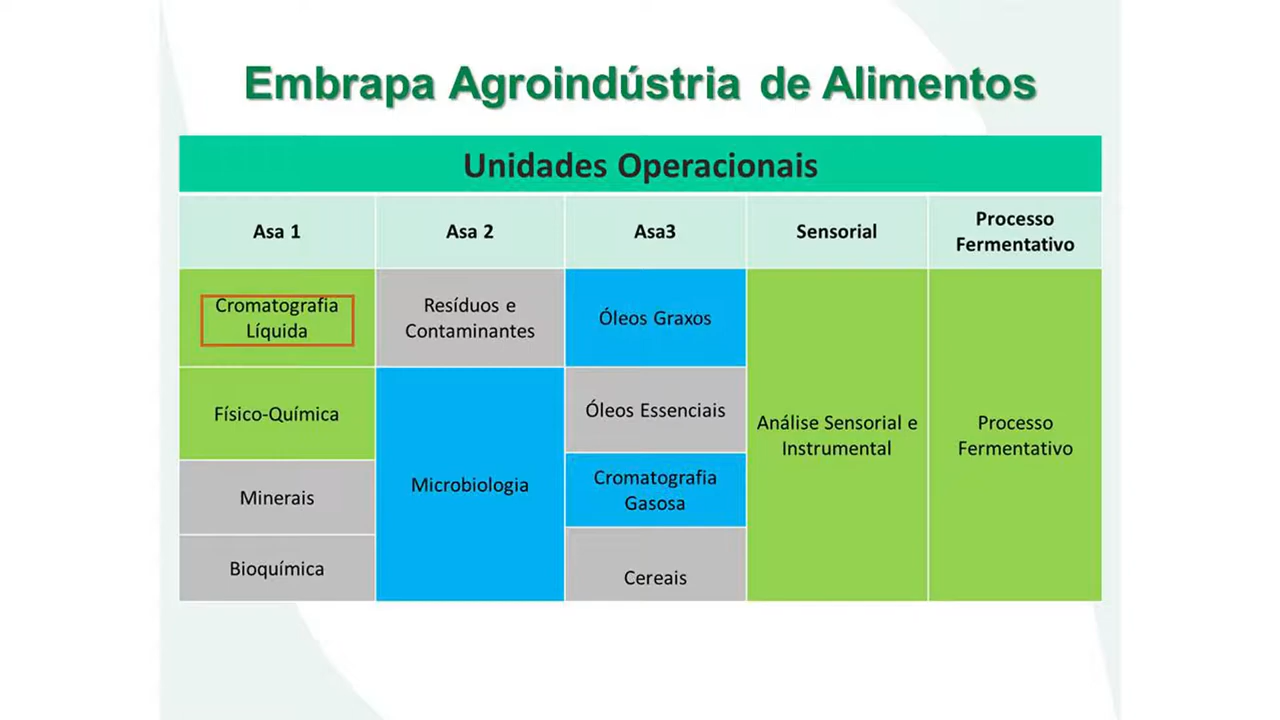 Embrapa Agroindústria de Alimentos
Unidades Operacionais
Asa 1
Asa 2
Asa3
Sensorial
Processo
Fermentativo
Cromatografia
Líquida
Resíduos e
Contaminantes
Óleos Graxos
Análise Sensorial e
Instrumental
Processo
Fermentativo
Físico-Química
Microbiologia
Óleos Essenciais
Minerais
Cromatografia
Gasosa
Bioquímica
Cereais